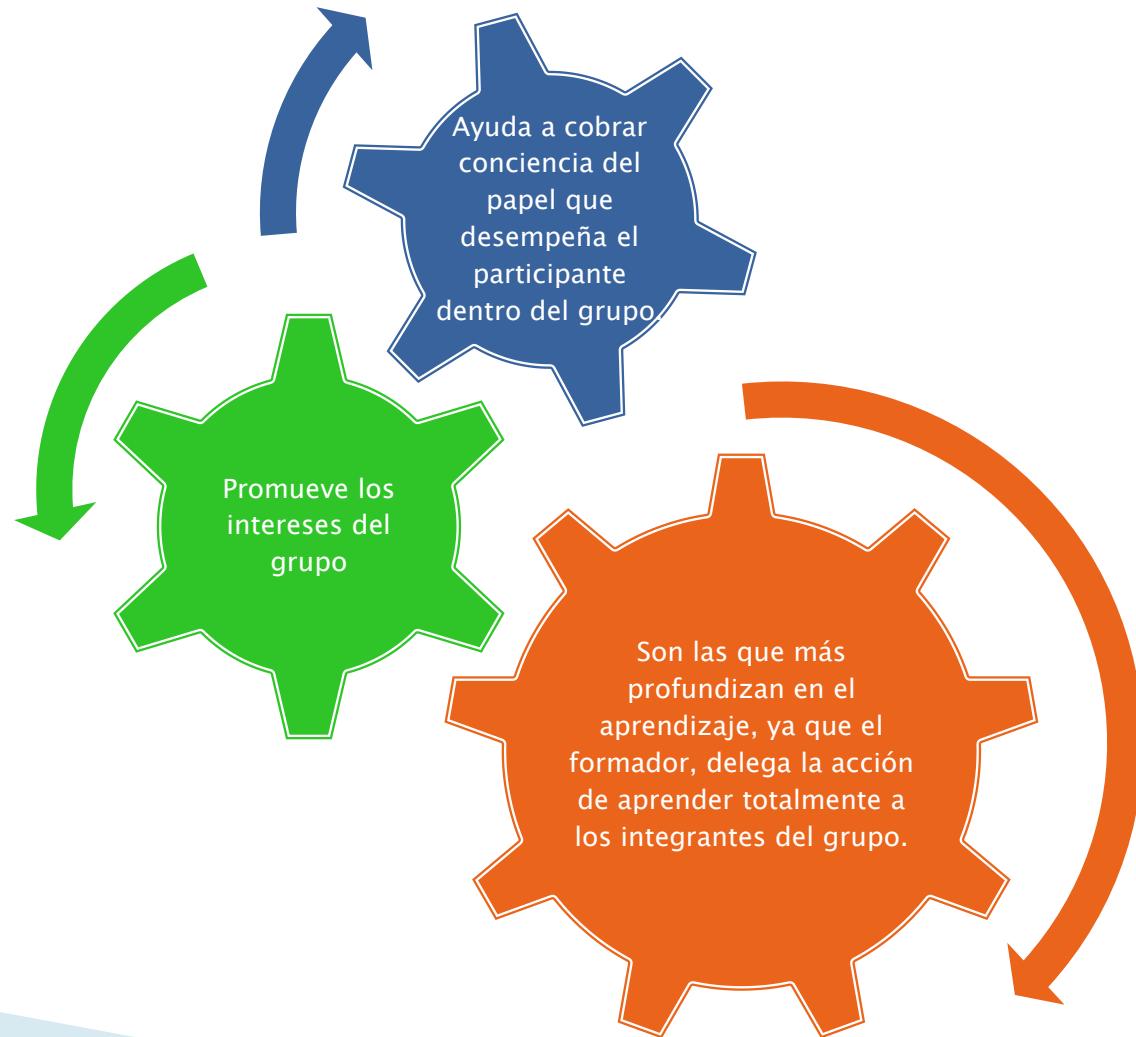 Ayuda a cobrar
conciencia del
papel que
desempeña el
participante
dentro del grupo.
Promueve los
intereses del
grupo
Son las que más
profundizan en el
aprendizaje, ya que el
formador, delega la acción
de aprender totalmente a
los integrantes del grupo.